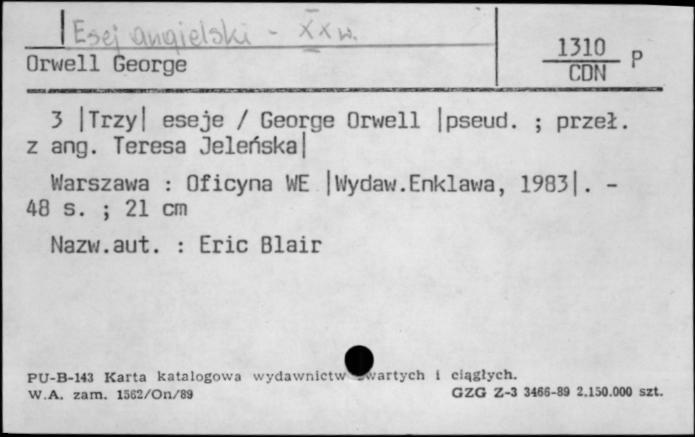 Esej angielski - XX w.
Orwell George
1310 P
CDN
3 |Trzy| eseje / George Orwell |pseud. ; przeł.
z ang. Teresa Jeleńska|
Warszawa : Oficyna WE |Wydaw.Enklawa, 1983|. -
48 s. ; 21 cm
Nazw.aut. : Eric Blair
PU-B-143 Karta katalogowa wydawnictw zwartych i ciągłych.
W.A. zam. 1562/On/89 GZG Z-3 3466-89 2.150.000 szt.